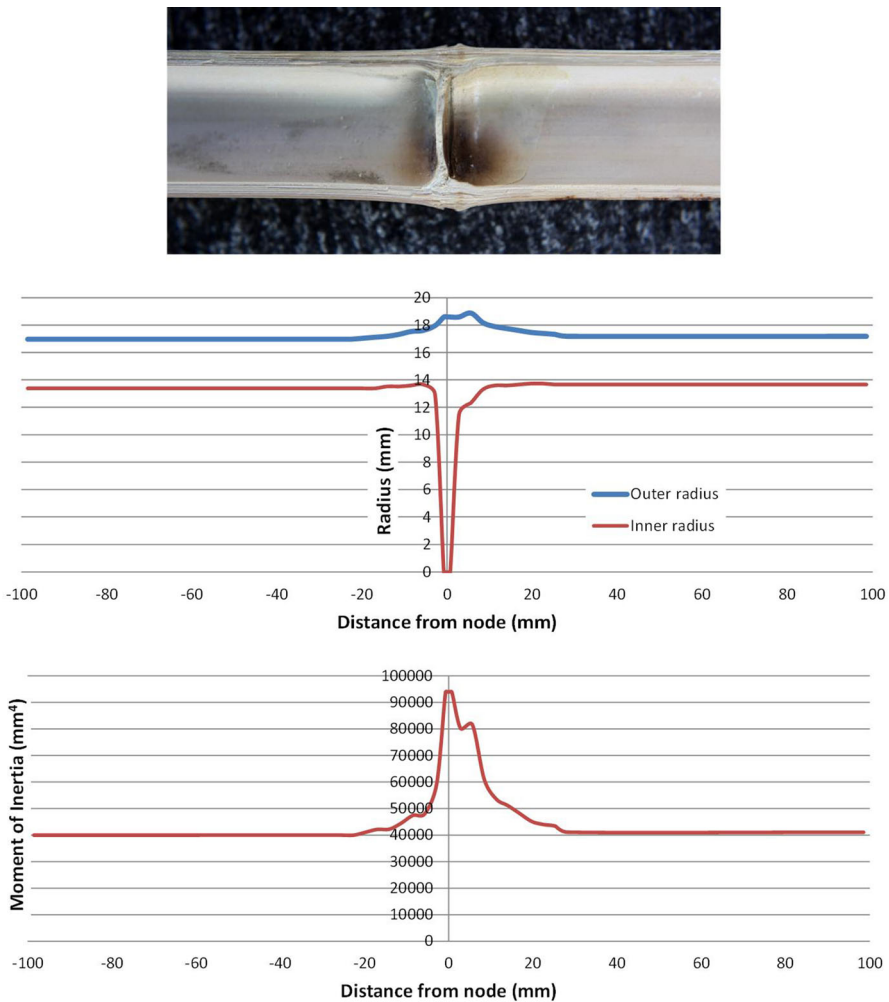 20
18
16
14
12
10
8
6
4
2
0
Radius (mm)
Outer radius
Inner radius
-100 -80 -60 -40 -20 0 20 40 60 80 100
Distance from node (mm)
100000
90000
80000
70000
60000
50000
40000
30000
20000
10000
0
Moment of Inertia (mm⁴)
-100 -80 -60 -40 -20 0 20 40 60 80 100
Distance from node (mm)